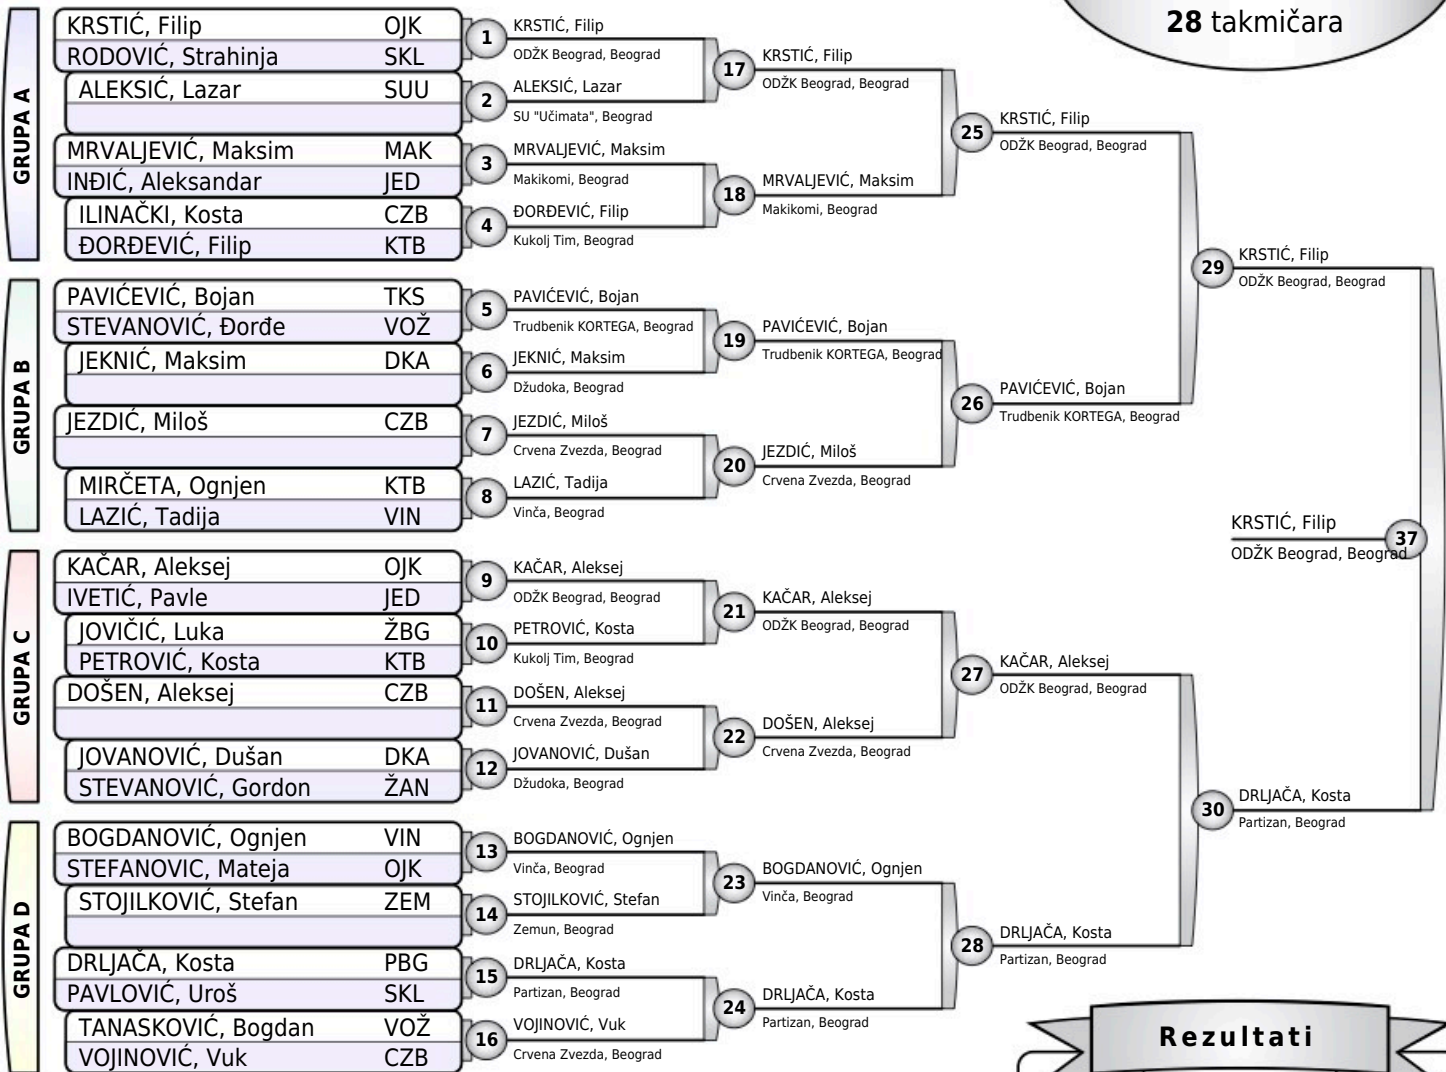 28 takmičara
GRUPA A
KRSTIĆ, Filip OJK
RODOVIĆ, Strahinja SKL
ALEKSIĆ, Lazar SUU
MRVALJEVIĆ, Maksim MAK
INĐIĆ, Aleksandar JED
ILINAČKI, Kosta CZB
ĐORĐEVIĆ, Filip KTB
GRUPA B
PAVIĆEVIĆ, Bojan TKS
STEVANOVIĆ, Đorđe VOŽ
JEKNIĆ, Maksim DKA
JEZDIĆ, Miloš CZB
MIRČETA, Ognjen KTB
LAZIĆ, Tadija VIN
GRUPA C
KAČAR, Aleksej OJK
IVETIĆ, Pavle JED
JOVIČIĆ, Luka ŽBG
PETROVIĆ, Kosta KTB
DOŠEN, Aleksej CZB
JOVANOVIĆ, Dušan DKA
STEVANOVIĆ, Gordon ŽAN
GRUPA D
BOGDANOVIĆ, Ognjen VIN
STEFANOVIC, Mateja OJK
STOJILKOVIĆ, Stefan ZEM
DRLJAČA, Kosta PBG
PAVLOVIĆ, Uroš SKL
TANASKOVIĆ, Bogdan VOŽ
VOJINOVIĆ, Vuk CZB
1 KRSTIĆ, Filip
ODŽK Beograd, Beograd
2 ALEKSIĆ, Lazar
SU "Učimata", Beograd
3 MRVALJEVIĆ, Maksim
Makikomi, Beograd
4 ĐORĐEVIĆ, Filip
Kukolj Tim, Beograd
5 PAVIĆEVIĆ, Bojan
Trudbenik KORTEGA, Beograd
6 JEKNIĆ, Maksim
Džudoka, Beograd
7 JEZDIĆ, Miloš
Crvena Zvezda, Beograd
8 LAZIĆ, Tadija
Vinča, Beograd
9 KAČAR, Aleksej
ODŽK Beograd, Beograd
10 PETROVIĆ, Kosta
Kukolj Tim, Beograd
11 DOŠEN, Aleksej
Crvena Zvezda, Beograd
12 JOVANOVIĆ, Dušan
Džudoka, Beograd
13 BOGDANOVIĆ, Ognjen
Vinča, Beograd
14 STOJILKOVIĆ, Stefan
Zemun, Beograd
15 DRLJAČA, Kosta
Partizan, Beograd
16 VOJINOVIĆ, Vuk
Crvena Zvezda, Beograd
17 KRSTIĆ, Filip
ODŽK Beograd, Beograd
18 MRVALJEVIĆ, Maksim
Makikomi, Beograd
19 PAVIĆEVIĆ, Bojan
Trudbenik KORTEGA, Beograd
20 JEZDIĆ, Miloš
Crvena Zvezda, Beograd
21 KAČAR, Aleksej
ODŽK Beograd, Beograd
22 DOŠEN, Aleksej
Crvena Zvezda, Beograd
23 BOGDANOVIĆ, Ognjen
Vinča, Beograd
24 DRLJAČA, Kosta
Partizan, Beograd
25 KRSTIĆ, Filip
ODŽK Beograd, Beograd
26 PAVIĆEVIĆ, Bojan
Trudbenik KORTEGA, Beograd
27 KAČAR, Aleksej
ODŽK Beograd, Beograd
28 DRLJAČA, Kosta
Partizan, Beograd
29 KRSTIĆ, Filip
ODŽK Beograd, Beograd
30 DRLJAČA, Kosta
Partizan, Beograd
KRSTIĆ, Filip 37
ODŽK Beograd, Beograd
Rezultati